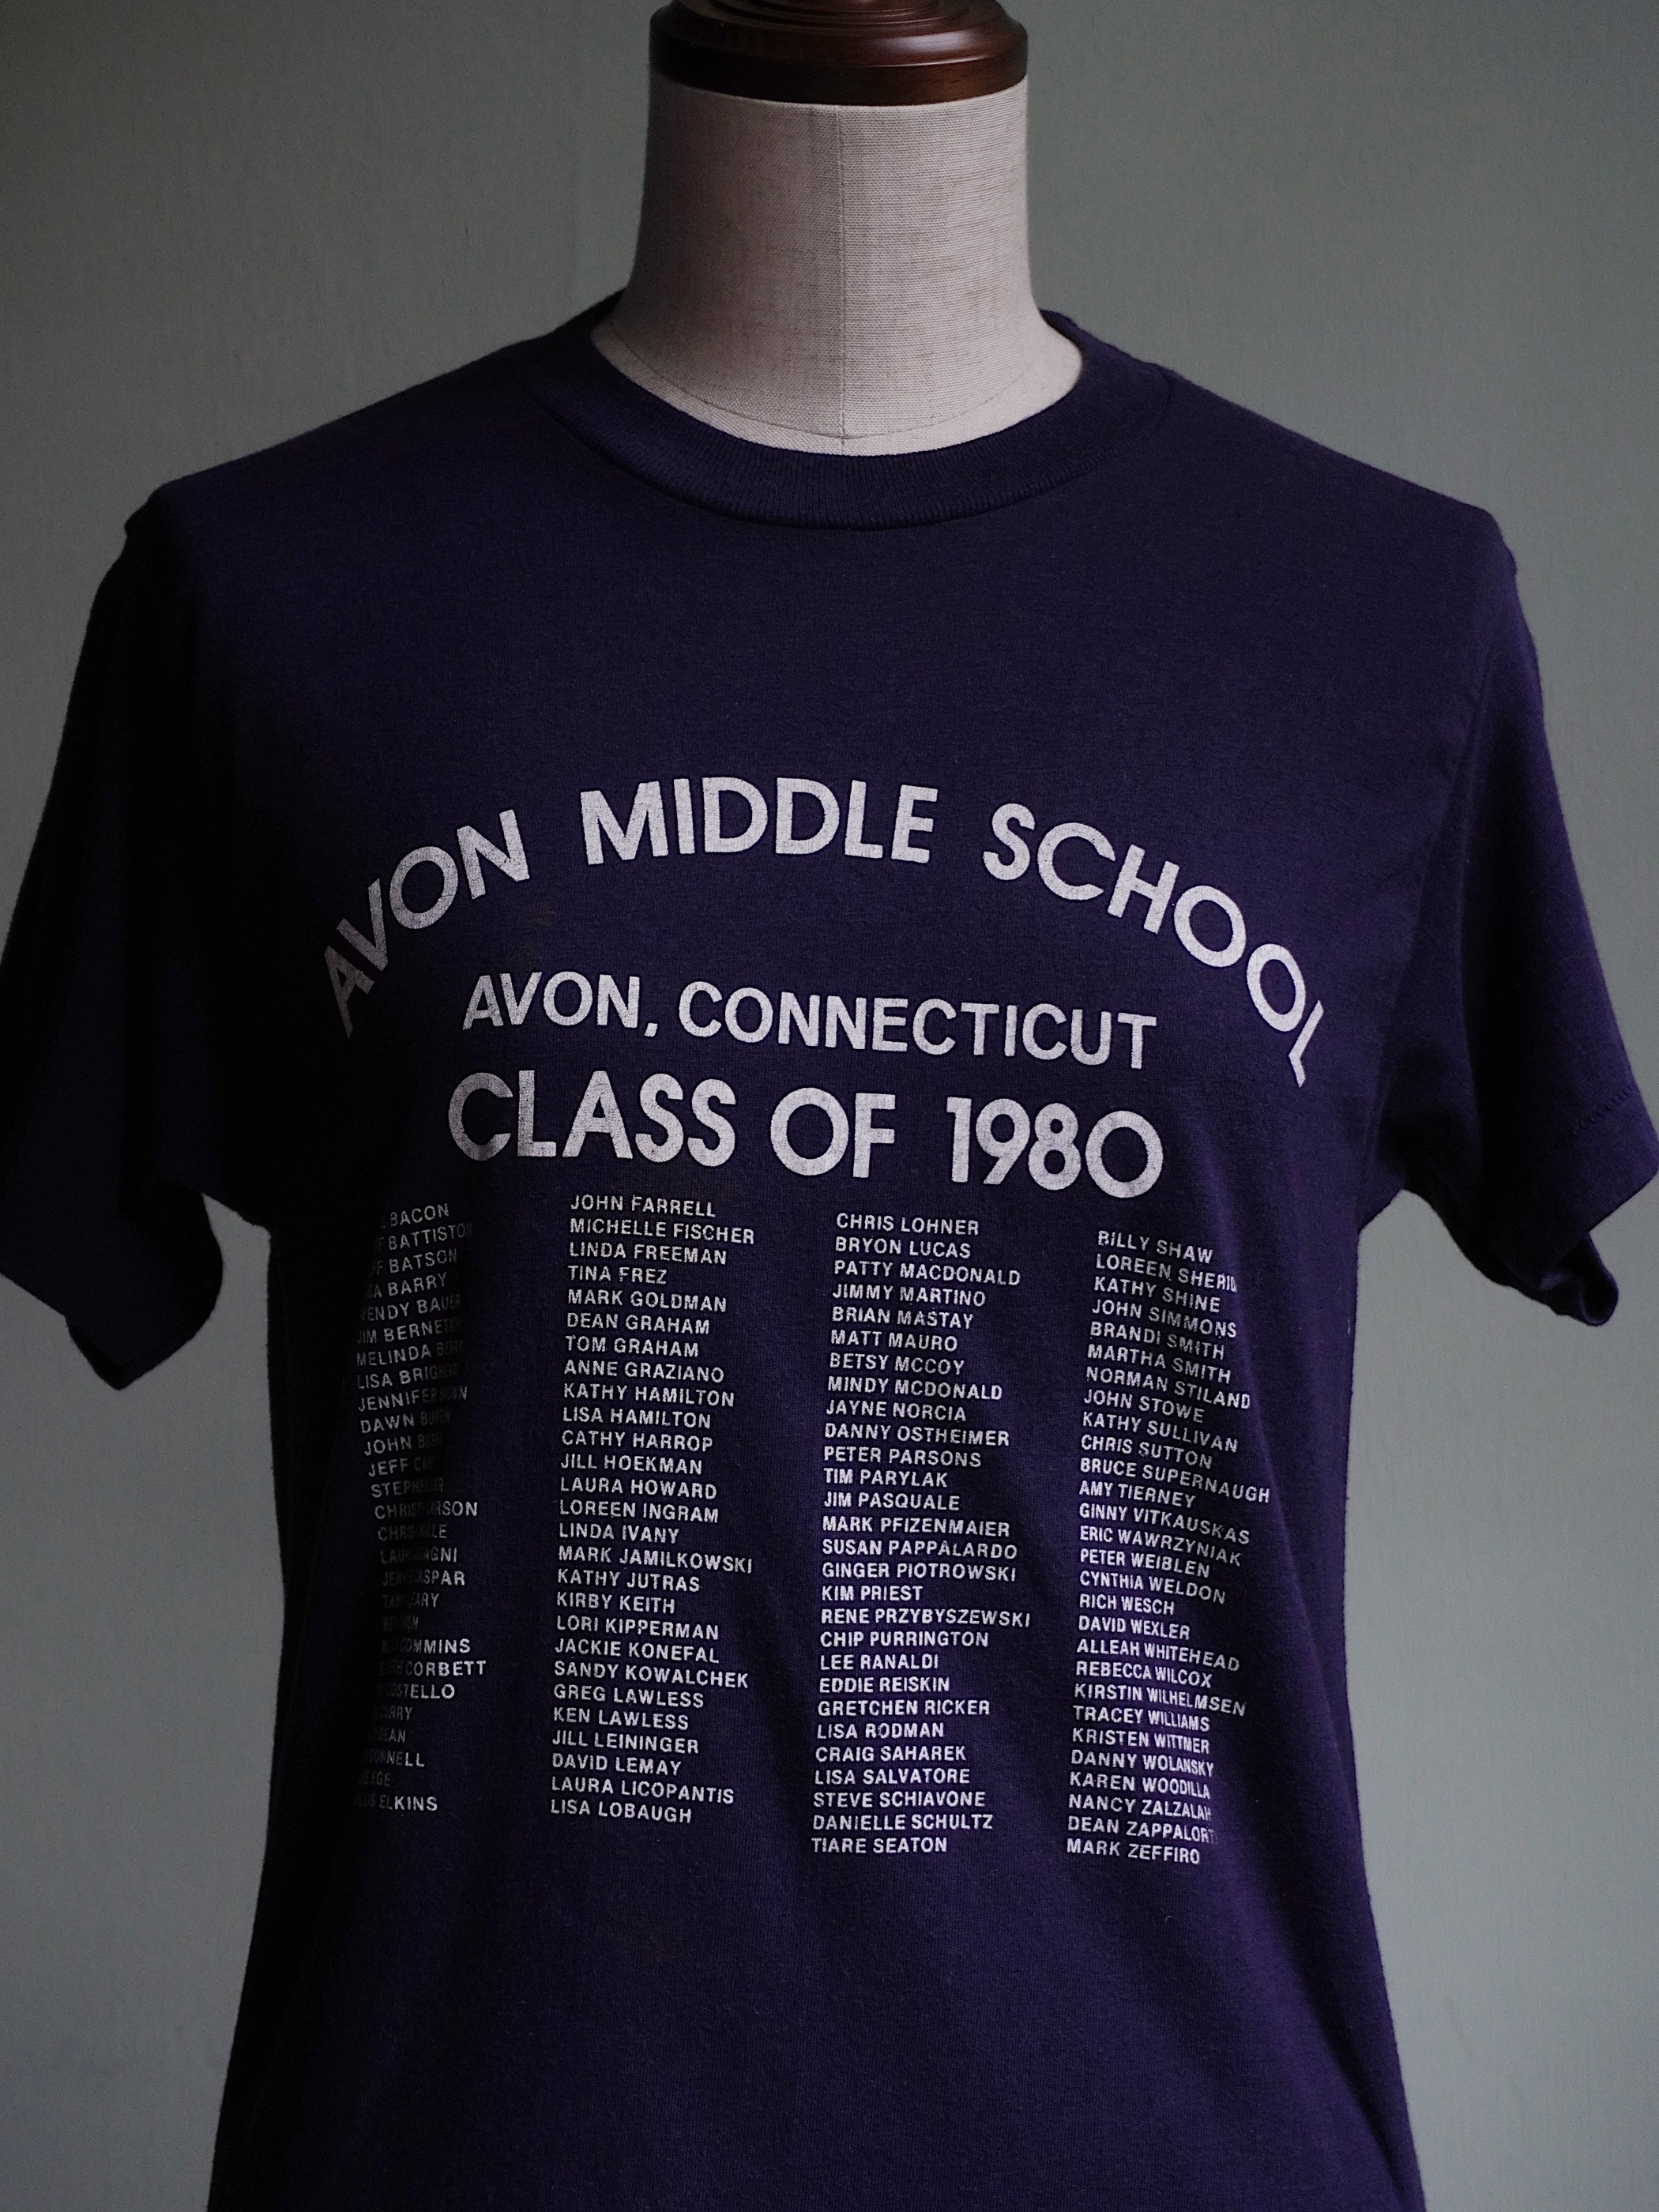 AVON MIDDLE SCHOOL
AVON, CONNECTICUT
CLASS OF 1980
BACON
BATTISTON
BATSON
BARRY
WENDY BAUER
JIM
MELINDA
LISA
JENNIFER
DAWN
JOHN
JEFF
CORBETT
ELKINS
JOHN FARRELL
MICHELLE FISCHER
LINDA FREEMAN
TINA FREZ
MARK GOLDMAN
DEAN GRAHAM
TOM GRAHAM
ANNE GRAZIANO
KATHY HAMILTON
LISA HAMILTON
CATHY HARROP
JILL HOEKMAN
LAURA HOWARD
LOREEN INGRAM
LINDA IVANY
MARK JAMILKOWSKI
KATHY JUTRAS
KIRBY KEITH
LORI KIPPERMAN
JACKIE KONEFAL
SANDY KOWALCHEK
GREG LAWLESS
KEN LAWLESS
JILL LEININGER
DAVID LEMAY
LAURA LICOPANTIS
LISA LOBAUGH
CHRIS LOHNER
BRYON LUCAS
PATTY MACDONALD
JIMMY MARTINO
BRIAN MASTAY
MATT MAURO
BETSY MCCOY
MINDY MCDONALD
JAYNE NORCIA
DANNY OSTHEIMER
PETER PARSONS
TIM PARYLAK
JIM PASQUALE
MARK PFIZENMAIER
SUSAN PAPPALARDO
GINGER PIOTROWSKI
KIM PRIEST
RENE PRZYBYSZEWSKI
CHIP PURRINGTON
LEE RANALDI
EDDIE REISKIN
GRETCHEN RICKER
LISA RODMAN
CRAIG SAHAREK
LISA SALVATORE
STEVE SCHIAVONE
DANIELLE SCHULTZ
TIARE SEATON
BILLY SHAW
LOREEN
KATHY SHINE
JOHN SIMMONS
BRANDI SMITH
MARTHA SMITH
NORMAN STILAND
JOHN STOWE
KATHY SULLIVAN
CHRIS SUTTON
BRUCE SUPERNAUGH
AMY TIERNEY
GINNY VITKAUSKAS
ERIC WAWRZYNIAK
PETER WEIBLEN
CYNTHIA WELDON
RICH WESCH
DAVID WEXLER
ALLEAH WHITEHEAD
REBECCA WILCOX
KIRSTIN WILHELMSEN
TRACEY WILLIAMS
KRISTEN WITTMER
DANNY WOLANSKY
KAREN WOODILLA
NANCY ZALZALAH
DEAN
MARK ZEFFIRO